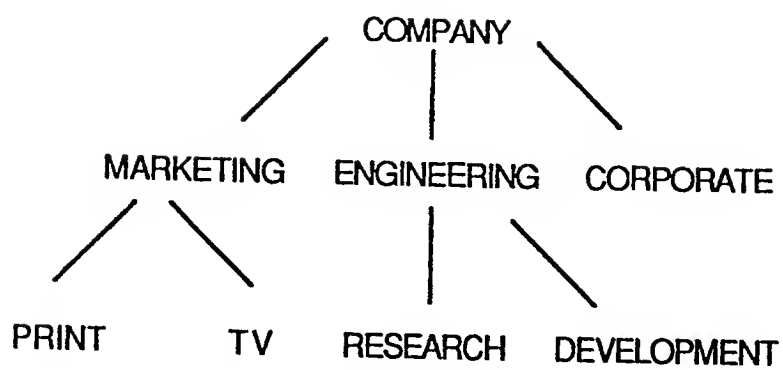 COMPANY
MARKETING ENGINEERING CORPORATE
PRINT TV RESEARCH DEVELOPMENT